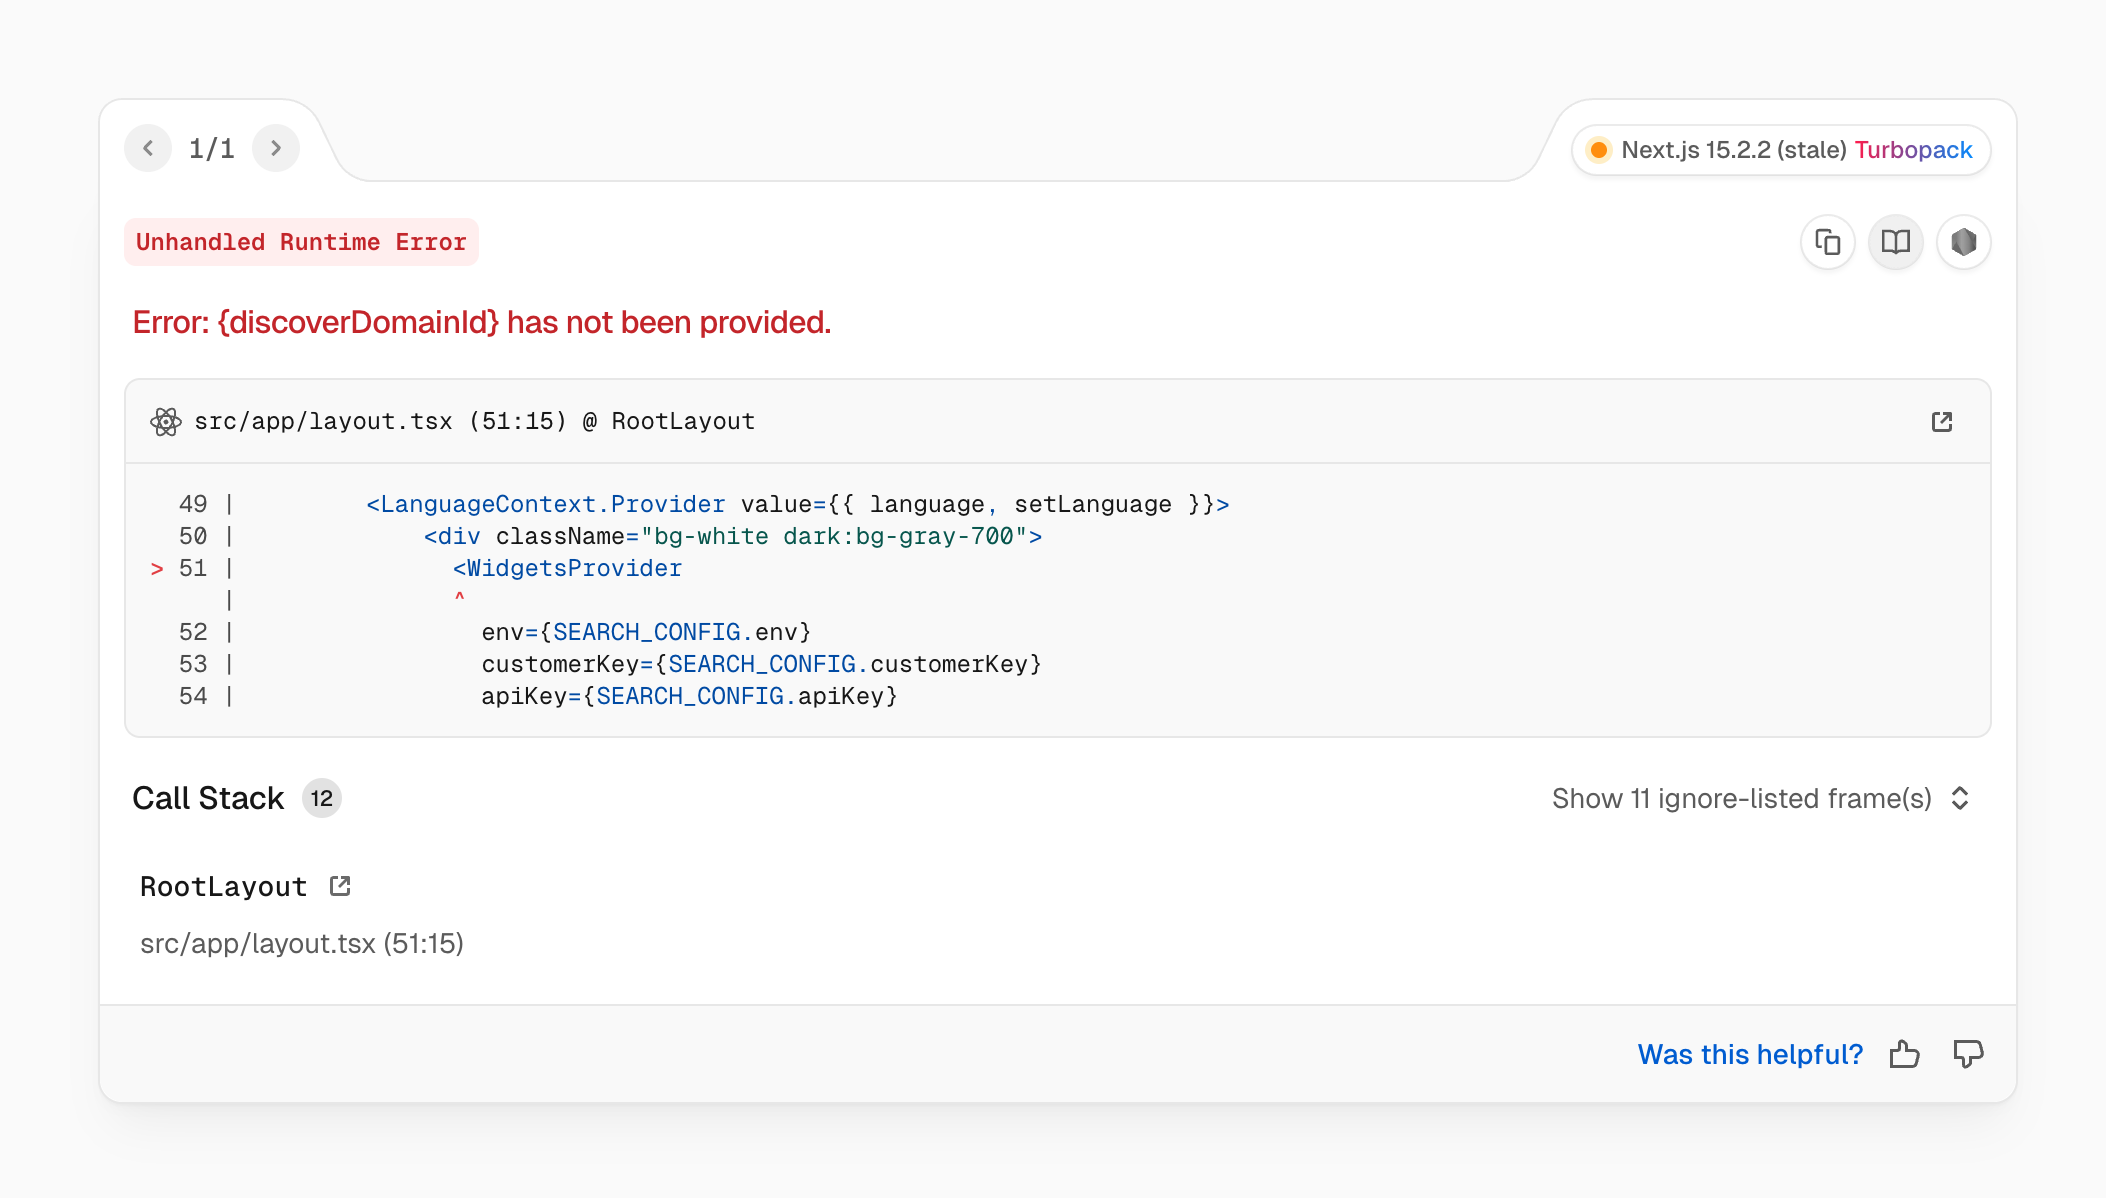 1/1
Next.js 15.2.2 (stale) Turbopack
Unhandled Runtime Error
Error: {discoverDomainId} has not been provided.
src/app/layout.tsx (51:15) @ RootLayout
49 |         <LanguageContext.Provider value={{ language, setLanguage }}>
50 |             <div className="bg-white dark:bg-gray-700">
> 51 |               <WidgetsProvider
|               ^
52 |                 env={SEARCH_CONFIG.env}
53 |                 customerKey={SEARCH_CONFIG.customerKey}
54 |                 apiKey={SEARCH_CONFIG.apiKey}
Call Stack 12
Show 11 ignore-listed frame(s)
RootLayout
src/app/layout.tsx (51:15)
Was this helpful?